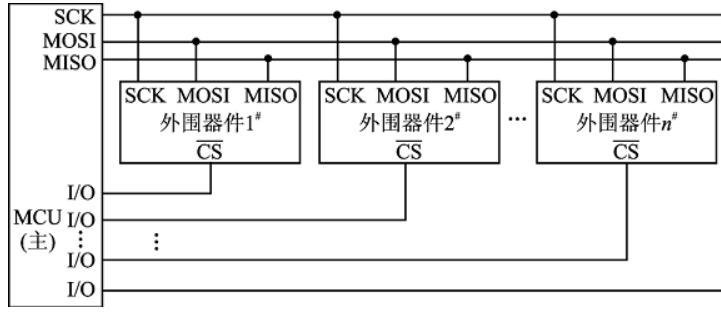 SCK
MOSI
MISO
SCK MOSI MISO
外围器件1#
CS
SCK MOSI MISO
外围器件2#
CS
…
SCK MOSI MISO
外围器件n#
CS
I/O
MCU I/O
(主) ⋮ ⋮
I/O
I/O